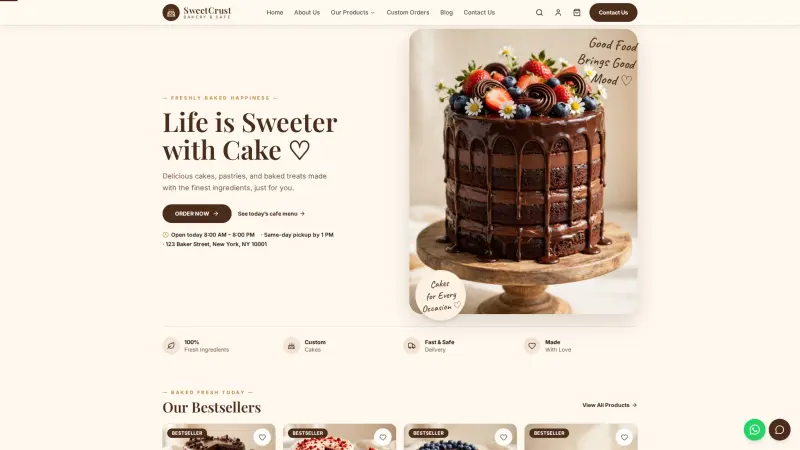 SweetCrust
BAKERY & CAFE
Home About Us Our Products Custom Orders Blog Contact Us
Contact Us
Good Food
Brings Good
Mood ♡
— FRESHLY BAKED HAPPINESS —
Life is Sweeter
with Cake ♡
Delicious cakes, pastries, and baked treats made
with the finest ingredients, just for you.
ORDER NOW →
See today's cafe menu →
Open today 8:00 AM – 8:00 PM · Same-day pickup by 1 PM
· 123 Baker Street, New York, NY 10001
Cakes
for Every
Occasion ♡
100%
Fresh Ingredients
Custom
Cakes
Fast & Safe
Delivery
Made
With Love
— BAKED FRESH TODAY —
Our Bestsellers
View All Products →
BESTSELLER
BESTSELLER
BESTSELLER
BESTSELLER